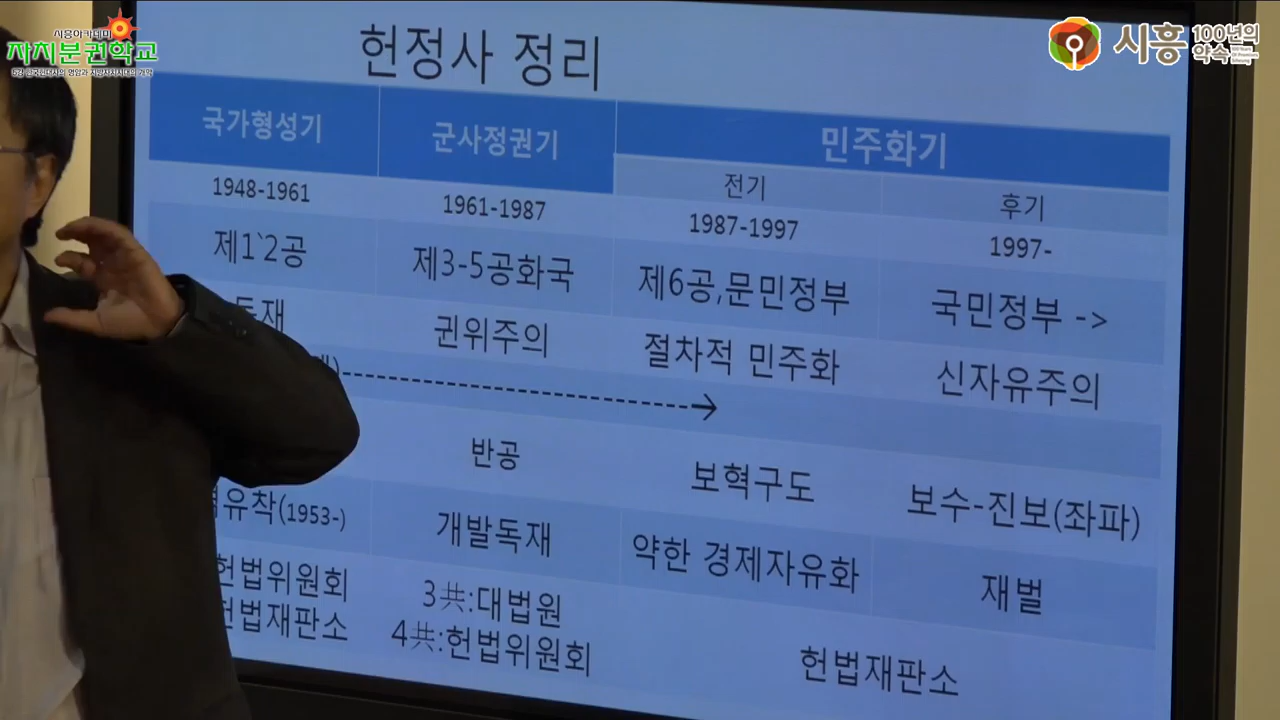 시흥아카데미
자치분권학교
시흥 100년의 약속
헌정사 정리
국가형성기 군사정권기 민주화기
전기 후기
1948-1961 1961-1987 1987-1997 1997-
제1`2공 제3-5공화국 제6공,문민정부 국민정부 ->
권위주의 절차적 민주화 신자유주의
반공 보혁구도 보수-진보(좌파)
유착(1953-) 개발독재 약한 경제자유화 재벌
헌법위원회 3共:대법원
헌법재판소 4共:헌법위원회 헌법재판소